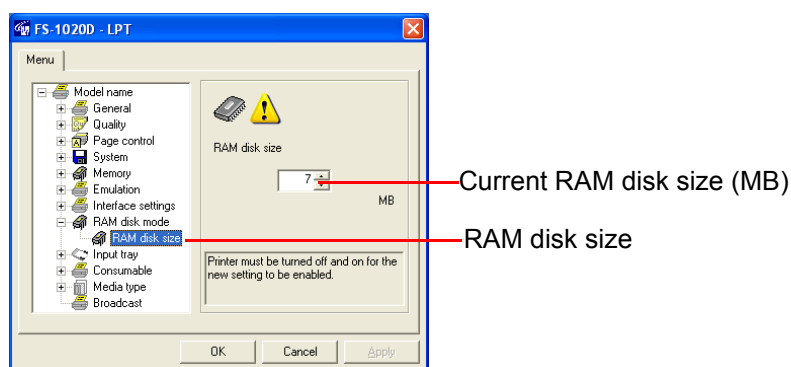 FS-1020D - LPT
Menu
Model name
General
Quality
Page control
System
Memory
Emulation
Interface settings
RAM disk mode
RAM disk size
Input tray
Consumable
Media type
Broadcast
RAM disk size
7
MB
Printer must be turned off and on for the
new setting to be enabled.
OK Cancel Apply
Current RAM disk size (MB)
RAM disk size